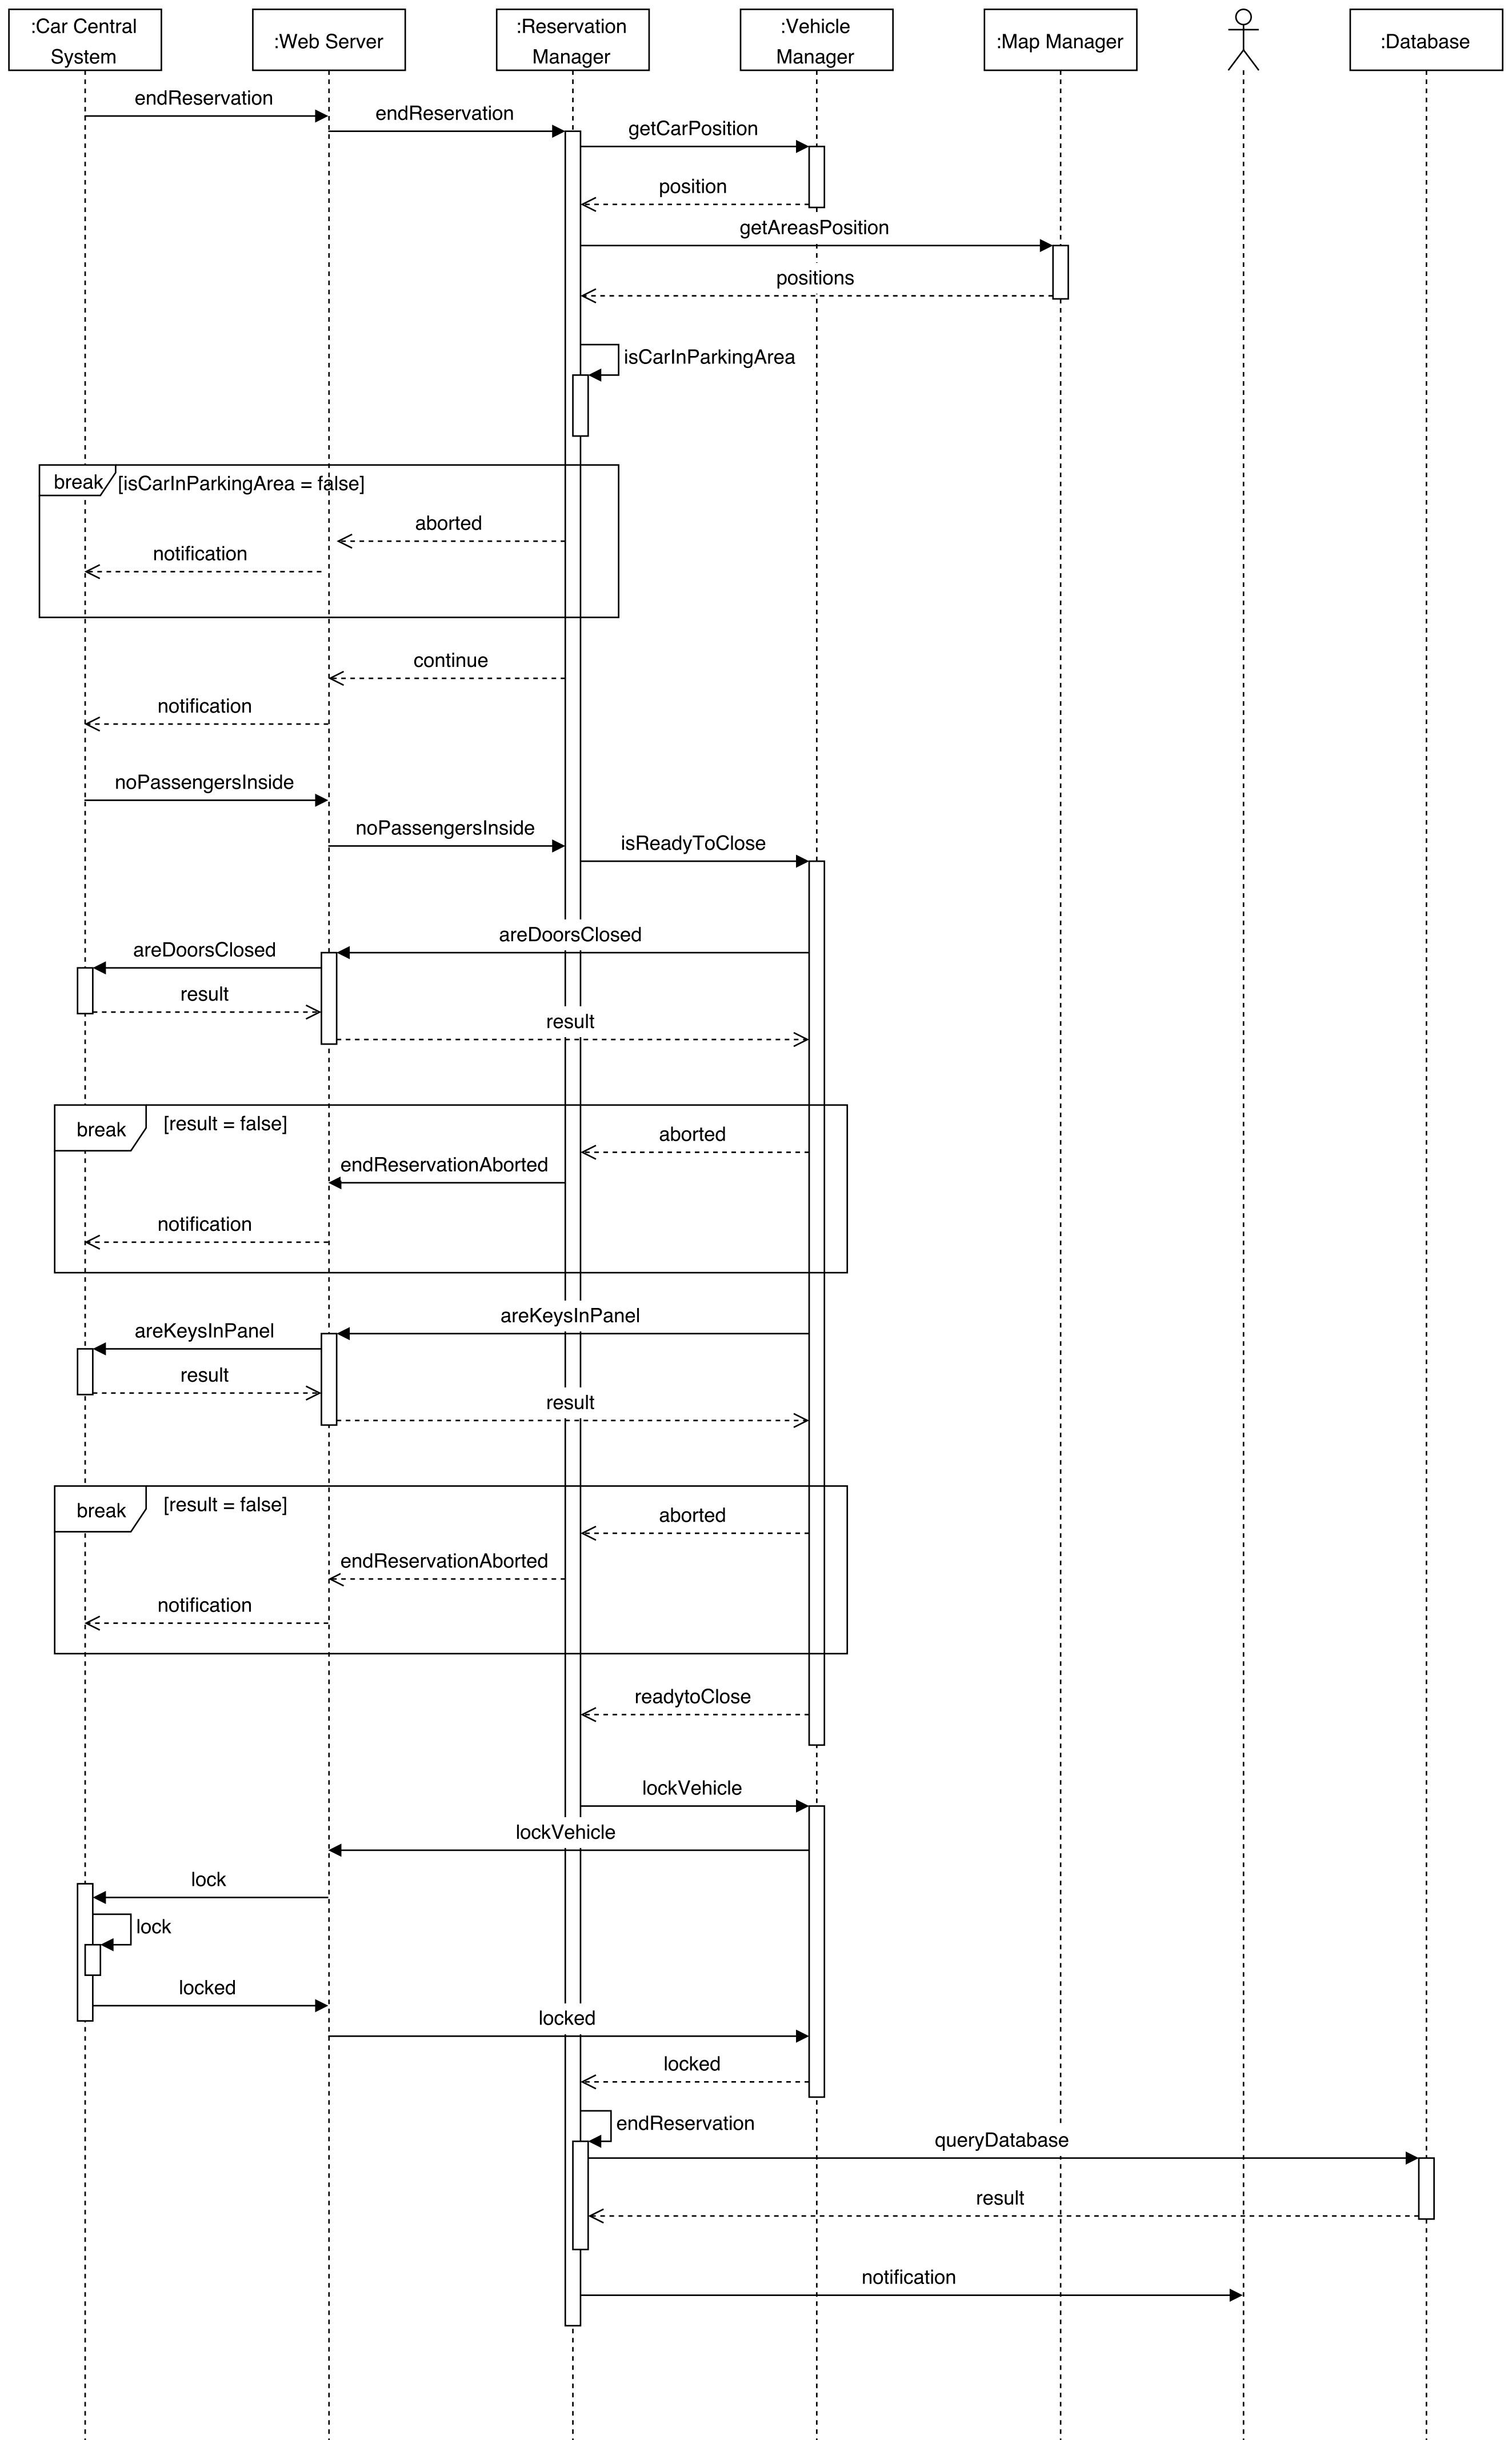 :Car Central
System
:Web Server
:Reservation
Manager
:Vehicle
Manager
:Map Manager
:Database
endReservation
endReservation
getCarPosition
position
getAreasPosition
positions
isCarInParkingArea
break [isCarInParkingArea = false]
aborted
notification
continue
notification
noPassengersInside
noPassengersInside
isReadyToClose
areDoorsClosed
areDoorsClosed
result
result
break [result = false]
aborted
endReservationAborted
notification
areKeysInPanel
areKeysInPanel
result
result
break [result = false]
aborted
endReservationAborted
notification
readytoClose
lockVehicle
lockVehicle
lock
lock
locked
locked
locked
endReservation
queryDatabase
result
notification